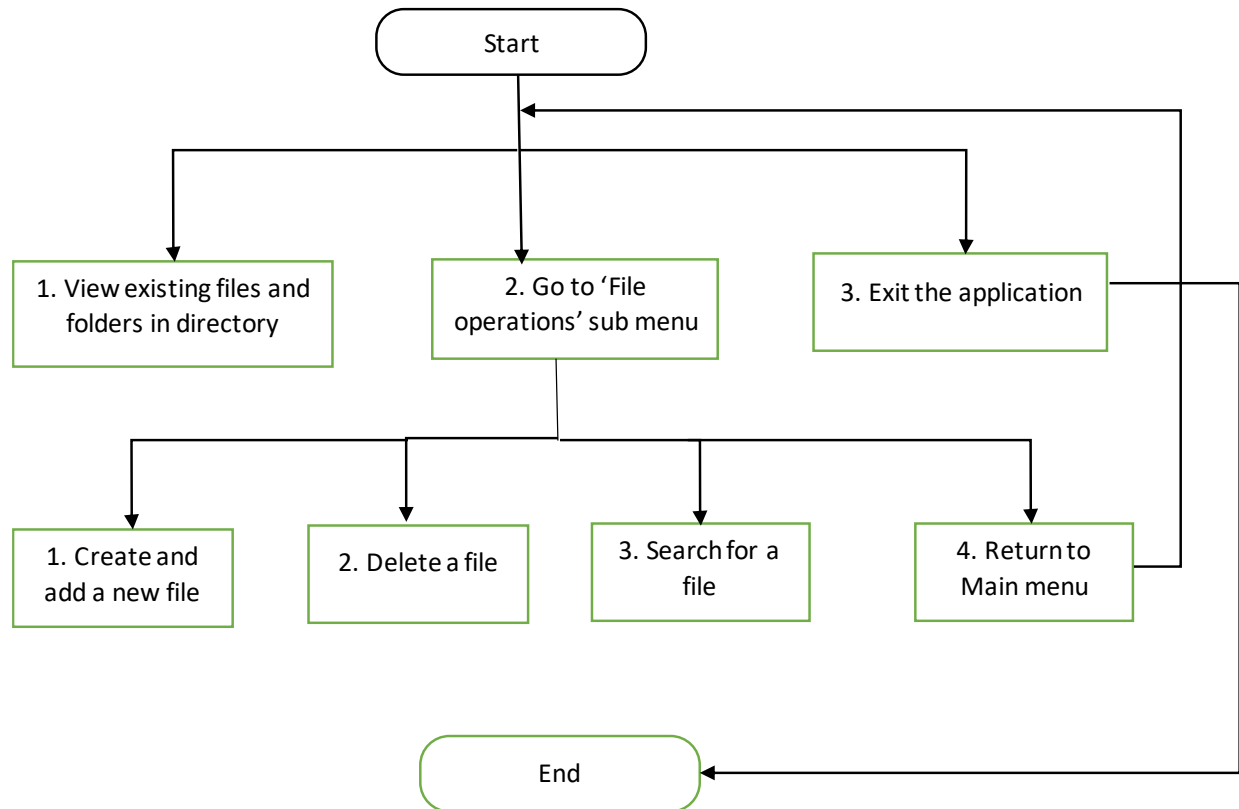 Start
1. View existing files and
folders in directory
2. Go to ‘File
operations’ sub menu
3. Exit the application
1. Create and
add a new file
2. Delete a file
3. Search for a
file
4. Return to
Main menu
End